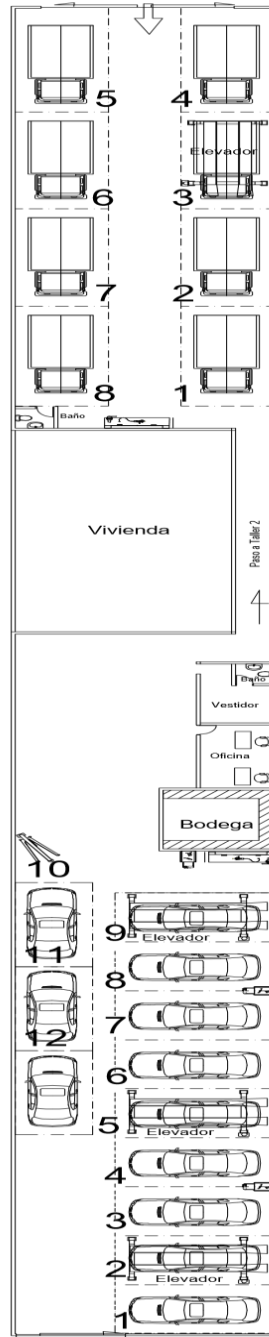 5 4
Elevador
6 3
7 2
8 1
Baño
Vivienda
Paso a Taller 2
Baño
Vestidor
Oficina
Bodega
10
9
Elevador
11
8
7
12
6
5
Elevador
4
3
2
Elevador
1